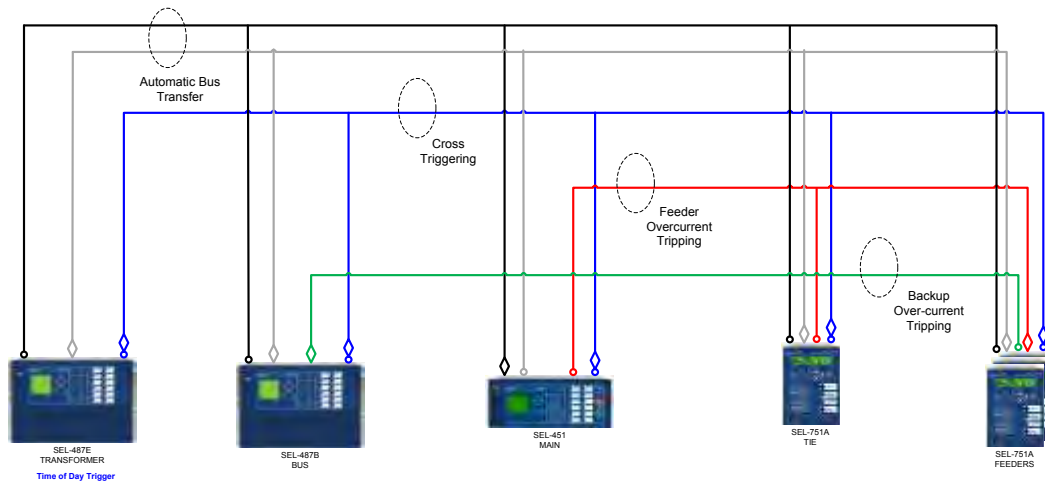 Automatic Bus
Transfer
Cross
Triggering
Feeder
Overcurrent
Tripping
Backup
Over-current
Tripping
SEL-487E
TRANSFORMER
Time of Day Trigger
SEL-487B
BUS
SEL-451
MAIN
SEL-751A
TIE
SEL-751A
FEEDERS